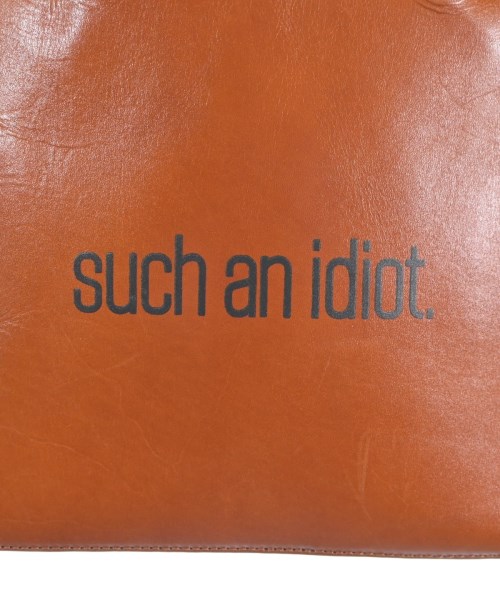 such an idiot.